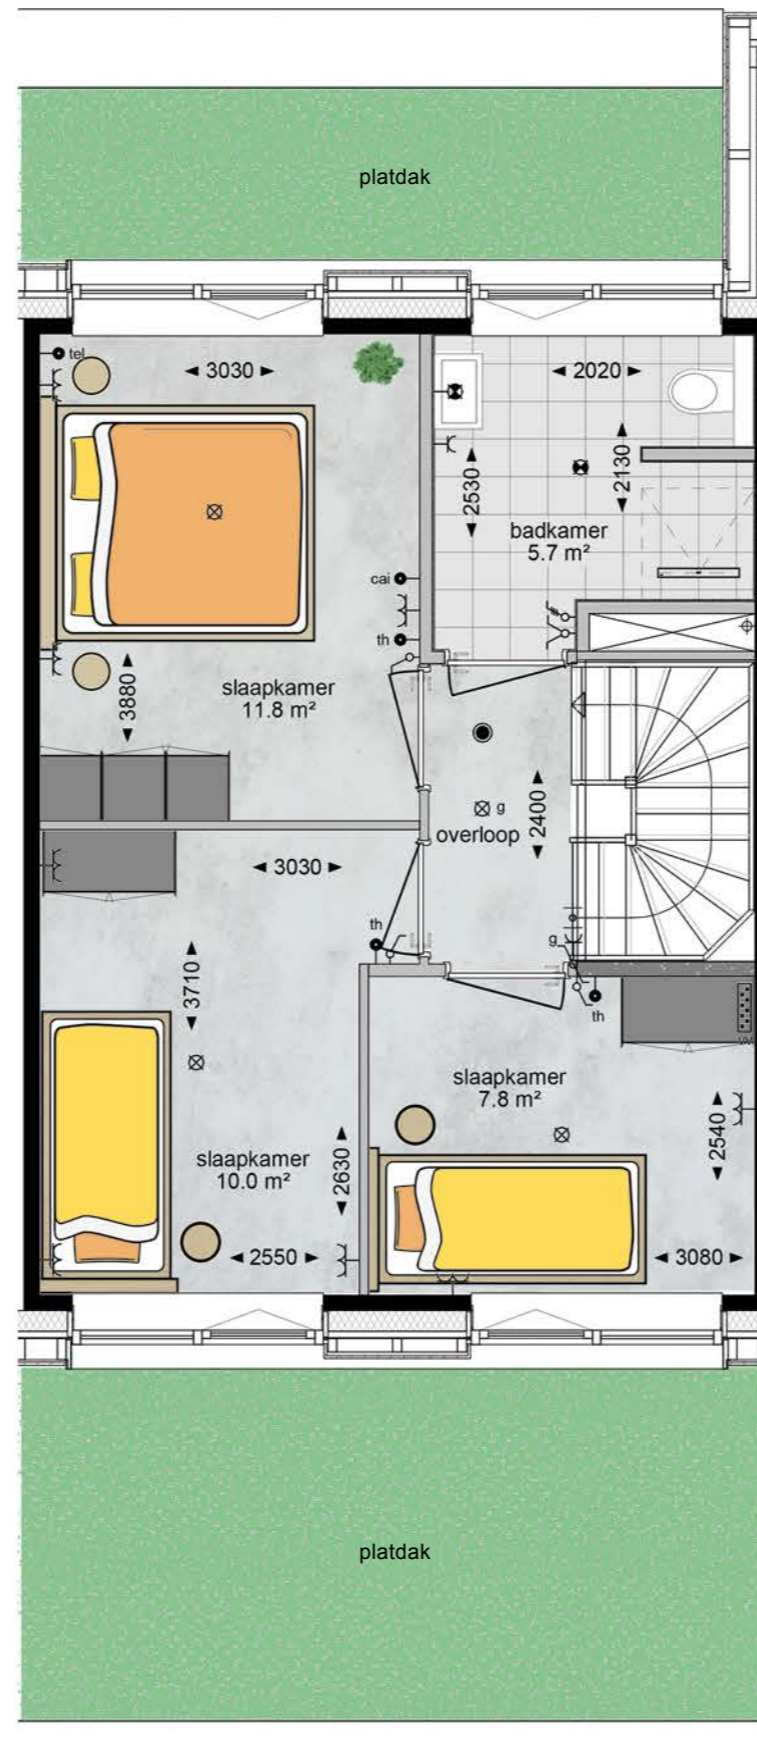 platdak
tel
3030
2020
2530
2130
badkamer
5.7 m²
cai
th
3880
slaapkamer
11.8 m²
2400
g
overloop
3030
th
g
3710
th
slaapkamer
7.8 m²
2540
2630
slaapkamer
10.0 m²
2550
3080
platdak